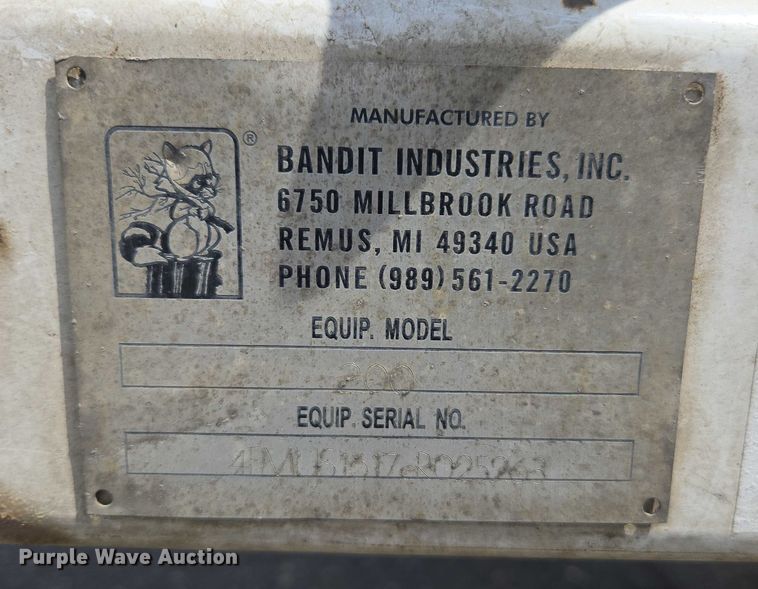 MANUFACTURED BY
®
BANDIT INDUSTRIES, INC.
6750 MILLBROOK ROAD
REMUS, MI 49340 USA
PHONE (989) 561-2270
EQUIP. MODEL
200
EQUIP. SERIAL NO.
Purple Wave Auction